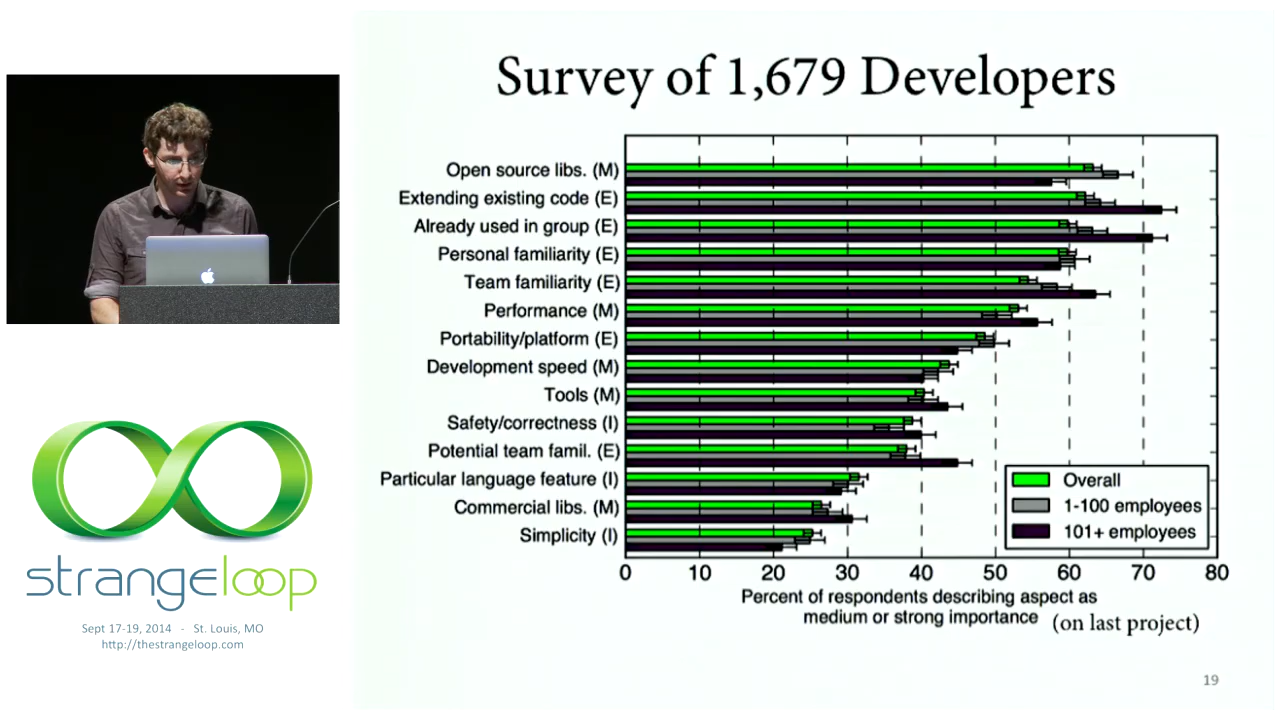 Survey of 1,679 Developers
Open source libs. (M)
Extending existing code (E)
Already used in group (E)
Personal familiarity (E)
Team familiarity (E)
Performance (M)
Portability/platform (E)
Development speed (M)
Tools (M)
Safety/correctness (I)
Potential team famil. (E)
Particular language feature (I)
Commercial libs. (M)
Simplicity (I)
Overall
1-100 employees
101+ employees
0 10 20 30 40 50 60 70 80
Percent of respondents describing aspect as
medium or strong importance (on last project)
19
strangeloop
Sept 17-19, 2014 - St. Louis, MO
http://thestrangeloop.com